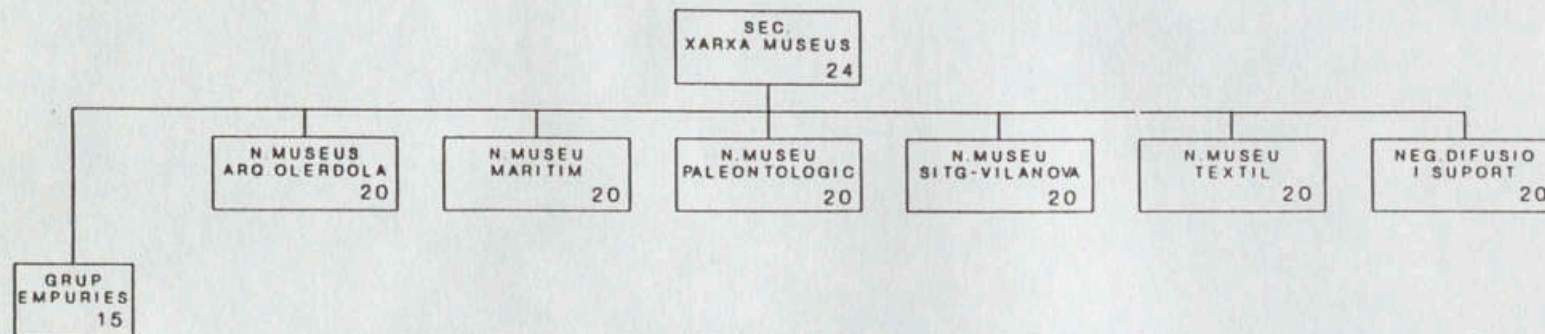 SEC.
XARXA MUSEUS
24
N.MUSEUS
ARQ OLERDOLA
20
N.MUSEU
MARITIM
20
N.MUSEU
PALEONTOLOGIC
20
N.MUSEU
SITG-VILANOVA
20
N.MUSEU
TEXTIL
20
NEG.DIFUSIO
I SUPORT
20
GRUP
EMPURIES
15